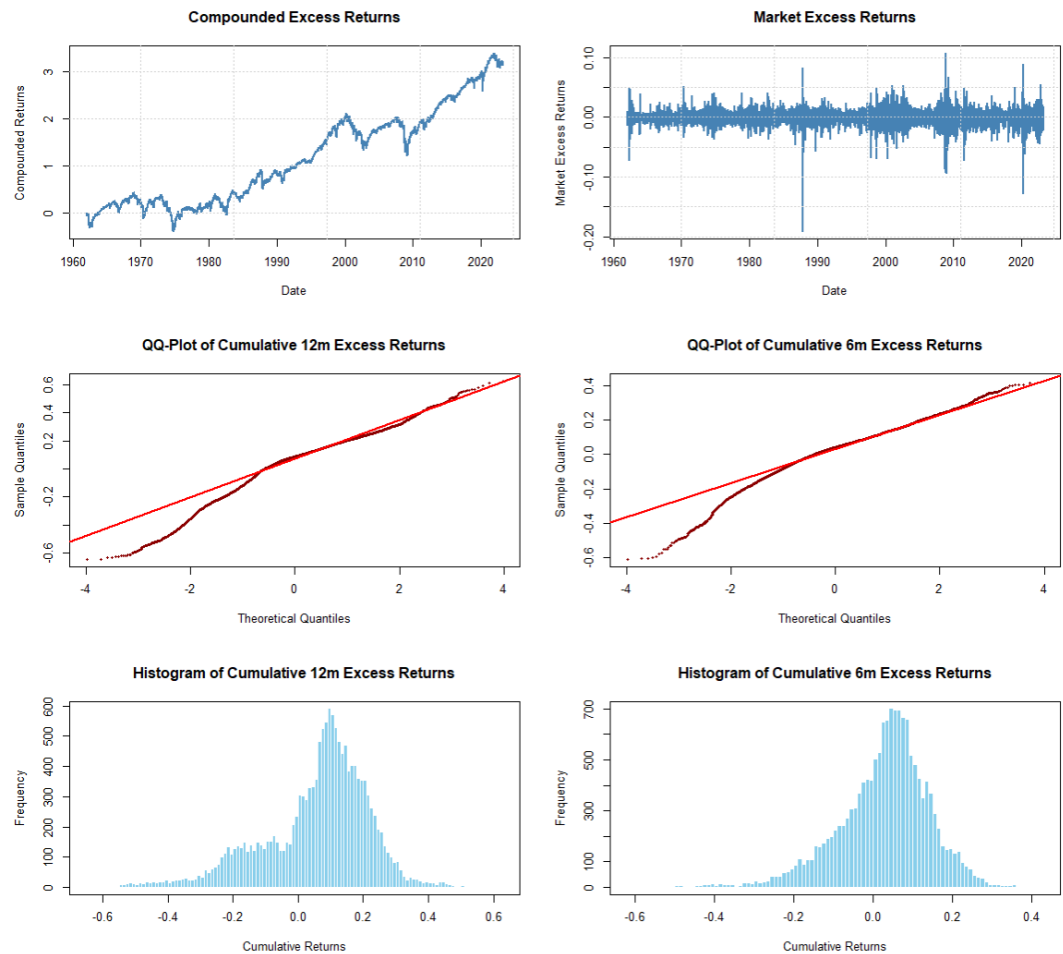 Compounded Excess Returns
Compounded Returns
3
2
1
0
1960 1970 1980 1990 2000 2010 2020
Date
Market Excess Returns
Market Excess Returns
0.10
0.00
-0.10
-0.20
1960 1970 1980 1990 2000 2010 2020
Date
QQ-Plot of Cumulative 12m Excess Returns
Sample Quantiles
0.6
0.2
-0.2
-0.6
-4 -2 0 2 4
Theoretical Quantiles
QQ-Plot of Cumulative 6m Excess Returns
Sample Quantiles
0.4
0.2
0.0
-0.2
-0.4
-0.6
-4 -2 0 2 4
Theoretical Quantiles
Histogram of Cumulative 12m Excess Returns
Frequency
600
500
400
300
200
100
0
-0.6 -0.4 -0.2 0.0 0.2 0.4 0.6
Cumulative Returns
Histogram of Cumulative 6m Excess Returns
Frequency
700
500
300
100
0
-0.6 -0.4 -0.2 0.0 0.2 0.4
Cumulative Returns